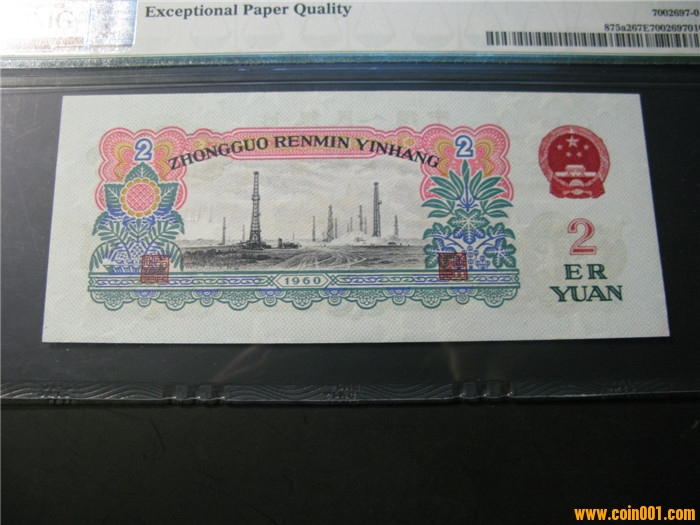 Exceptional Paper Quality
7002697-0
875a267E700269701
2
ZHONGGUO RENMIN YINHANG
2
2
ER
YUAN
1960
www.coin001.com